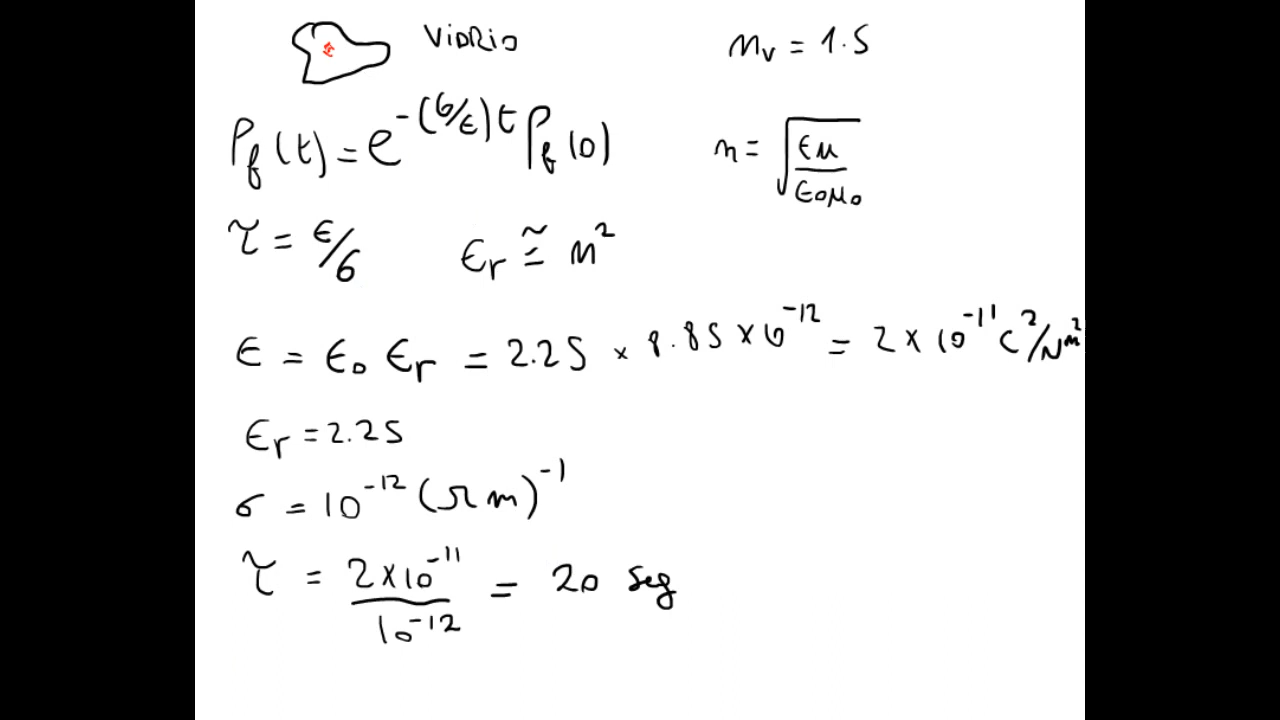 VIDRIO n_v = 1.5
ρ_f(t) = e^{-(σ/ε)t} ρ_f(0) n = √(εμ/ε₀μ₀)
τ = ε/σ ε_r ≅ n²
ε = ε₀ ε_r = 2.25 × 8.85 × 10⁻¹² = 2 × 10⁻¹¹ C²/Nm²
ε_r = 2.25
σ = 10⁻¹² (Ω m)⁻¹
τ = 2×10⁻¹¹/10⁻¹² = 20 seg